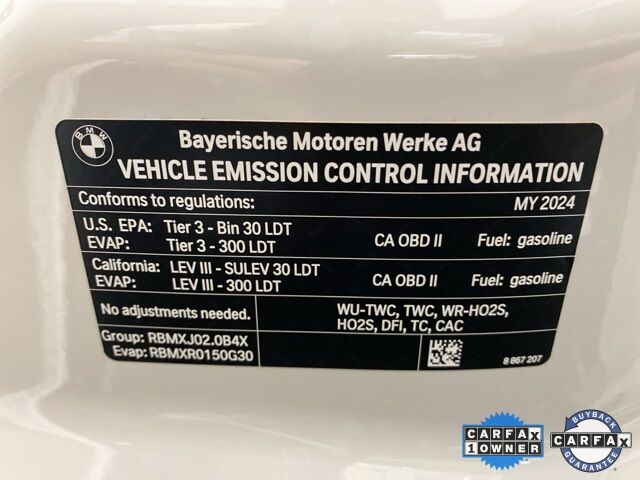 BMW
Bayerische Motoren Werke AG
VEHICLE EMISSION CONTROL INFORMATION
Conforms to regulations: MY 2024
U.S. EPA: Tier 3 - Bin 30 LDT
EVAP: Tier 3 - 300 LDT CA OBD II Fuel: gasoline
California: LEV III - SULEV 30 LDT
EVAP: LEV III - 300 LDT CA OBD II Fuel: gasoline
No adjustments needed. WU-TWC, TWC, WR-HO2S,
HO2S, DFI, TC, CAC
Group: RBMXJ02.0B4X
Evap: RBMXR0150G30 8 867 207
CARFAX
1 OWNER
BUYBACK
CARFAX
GUARANTEE